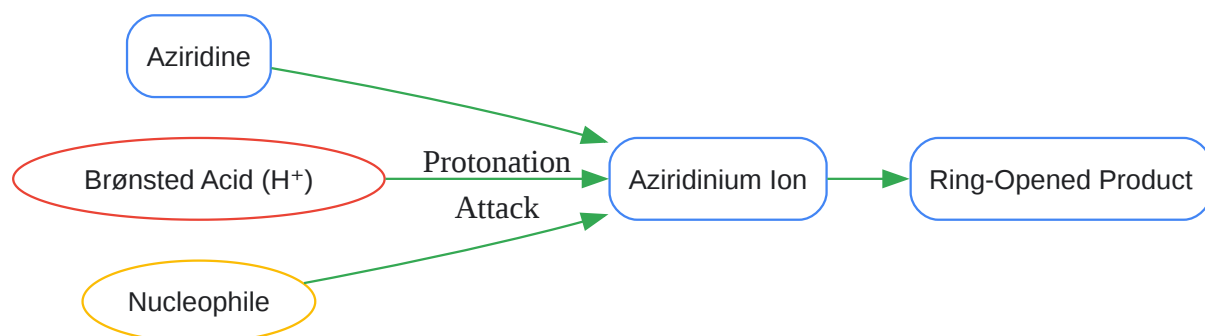 Aziridine
Brønsted Acid (H⁺)
Protonation
Attack
Aziridinium Ion
Ring-Opened Product
Nucleophile